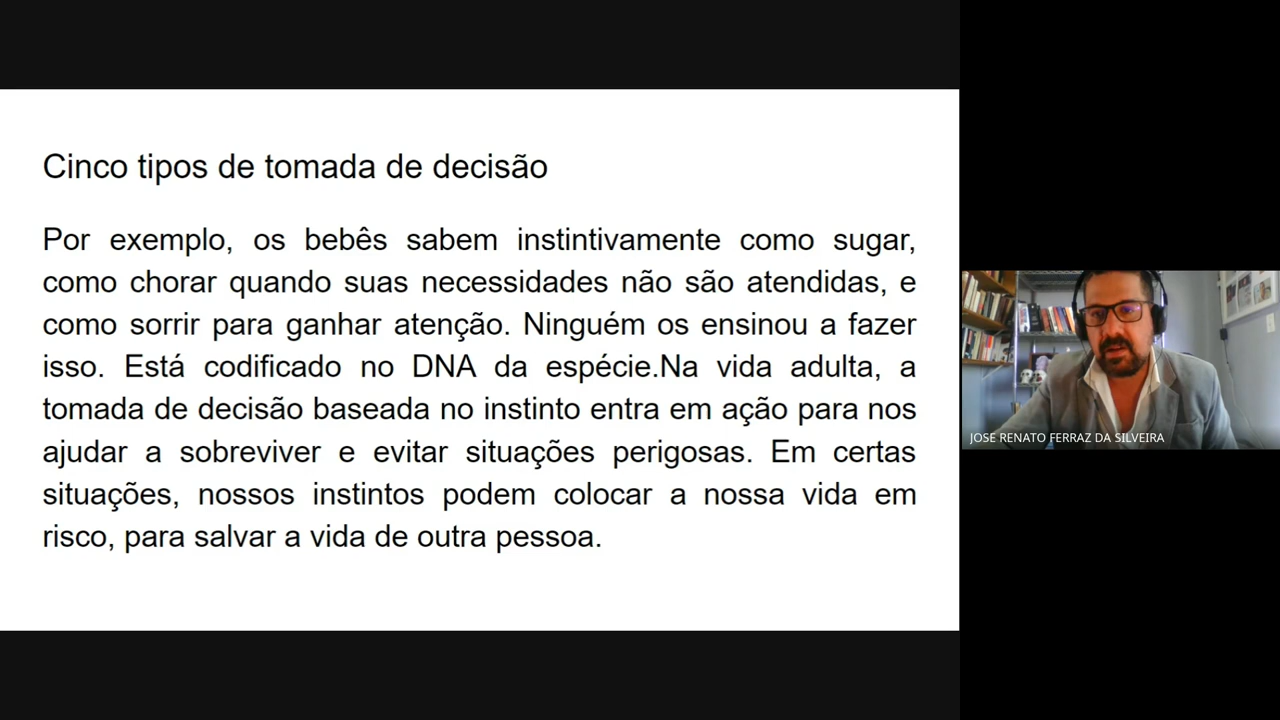 Cinco tipos de tomada de decisão
Por exemplo, os bebês sabem instintivamente como sugar,
como chorar quando suas necessidades não são atendidas, e
como sorrir para ganhar atenção. Ninguém os ensinou a fazer
isso. Está codificado no DNA da espécie.Na vida adulta, a
tomada de decisão baseada no instinto entra em ação para nos
ajudar a sobreviver e evitar situações perigosas. Em certas
situações, nossos instintos podem colocar a nossa vida em
risco, para salvar a vida de outra pessoa.
JOSE RENATO FERRAZ DA SILVEIRA